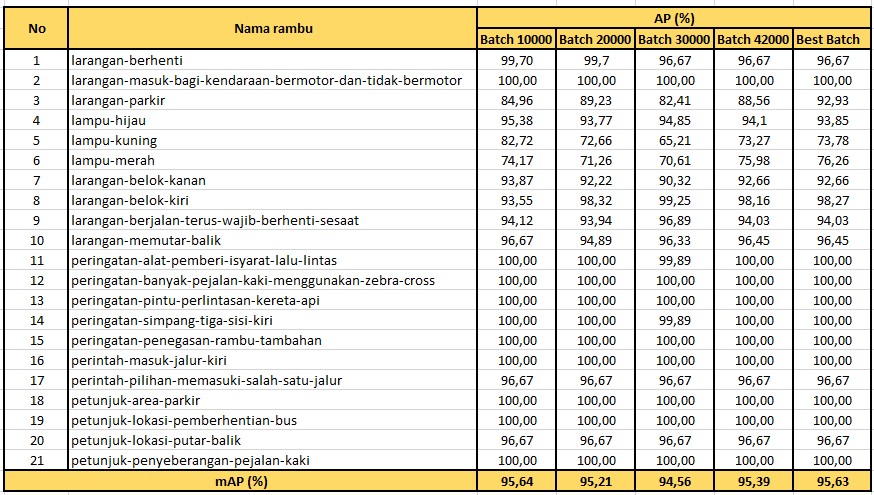 No Nama rambu AP (%)
Batch 10000 Batch 20000 Batch 30000 Batch 42000 Best Batch
1 larangan-berhenti 99,70 99,7 96,67 96,67 96,67
2 larangan-masuk-bagi-kendaraan-bermotor-dan-tidak-bermotor 100,00 100,00 100,00 100,00 100,00
3 larangan-parkir 84,96 89,23 82,41 88,56 92,93
4 lampu-hijau 95,38 93,77 94,85 94,1 93,85
5 lampu-kuning 82,72 72,66 65,21 73,27 73,78
6 lampu-merah 74,17 71,26 70,61 75,98 76,26
7 larangan-belok-kanan 93,87 92,22 90,32 92,66 92,66
8 larangan-belok-kiri 93,55 98,32 99,25 98,16 98,27
9 larangan-berjalan-terus-wajib-berhenti-sesaat 94,12 93,94 96,89 94,03 94,03
10 larangan-memutar-balik 96,67 94,89 96,33 96,45 96,45
11 peringatan-alat-pemberi-isyarat-lalu-lintas 100,00 100,00 99,89 100,00 100,00
12 peringatan-banyak-pejalan-kaki-menggunakan-zebra-cross 100,00 100,00 100,00 100,00 100,00
13 peringatan-pintu-perlintasan-kereta-api 100,00 100,00 100,00 100,00 100,00
14 peringatan-simpang-tiga-sisi-kiri 100,00 100,00 99,89 100,00 100,00
15 peringatan-penegasan-rambu-tambahan 100,00 100,00 100,00 100,00 100,00
16 perintah-masuk-jalur-kiri 100,00 100,00 100,00 100,00 100,00
17 perintah-pilihan-memasuki-salah-satu-jalur 96,67 96,67 96,67 96,67 96,67
18 petunjuk-area-parkir 100,00 100,00 100,00 100,00 100,00
19 petunjuk-lokasi-pemberhentian-bus 100,00 100,00 100,00 100,00 100,00
20 petunjuk-lokasi-putar-balik 96,67 96,67 96,67 96,67 96,67
21 petunjuk-penyeberangan-pejalan-kaki 100,00 100,00 100,00 100,00 100,00
mAP (%) 95,64 95,21 94,56 95,39 95,63